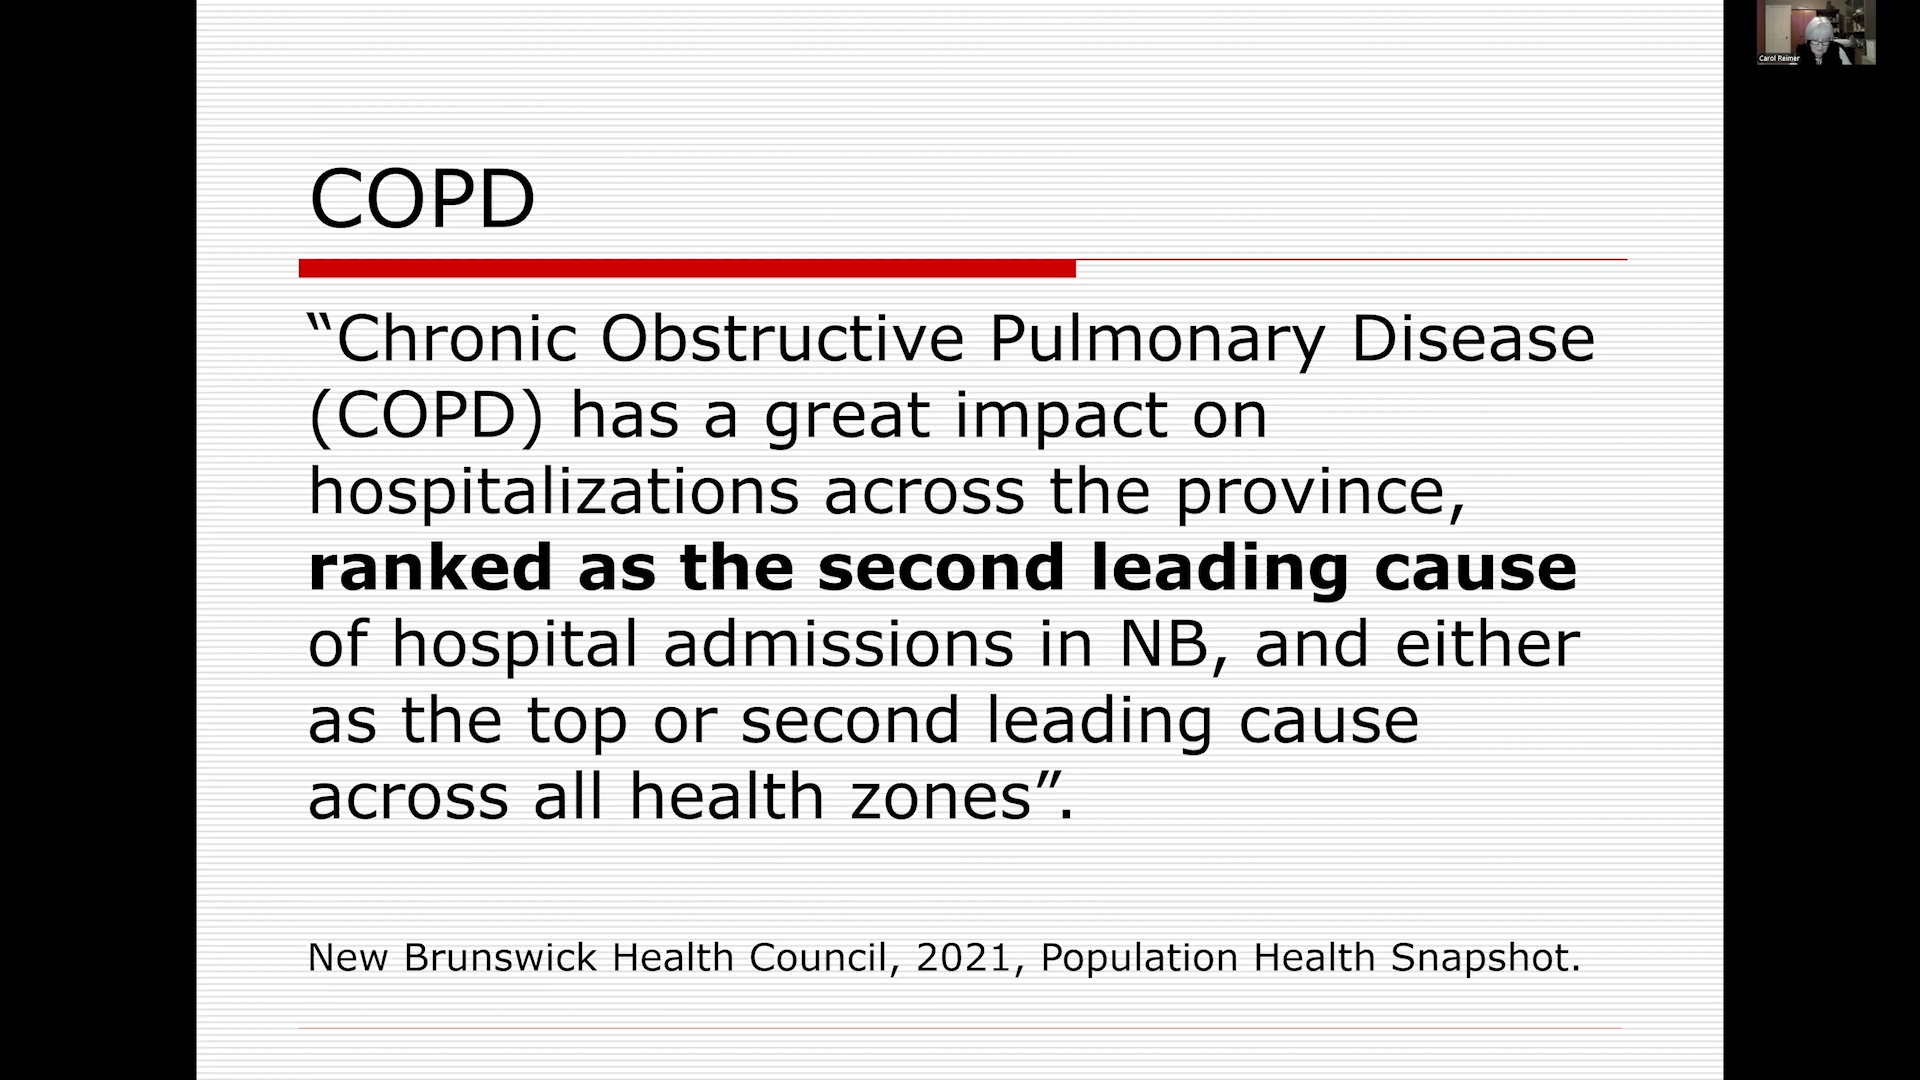 Carol Reimer
COPD
“Chronic Obstructive Pulmonary Disease
(COPD) has a great impact on
hospitalizations across the province,
ranked as the second leading cause
of hospital admissions in NB, and either
as the top or second leading cause
across all health zones”.
New Brunswick Health Council, 2021, Population Health Snapshot.